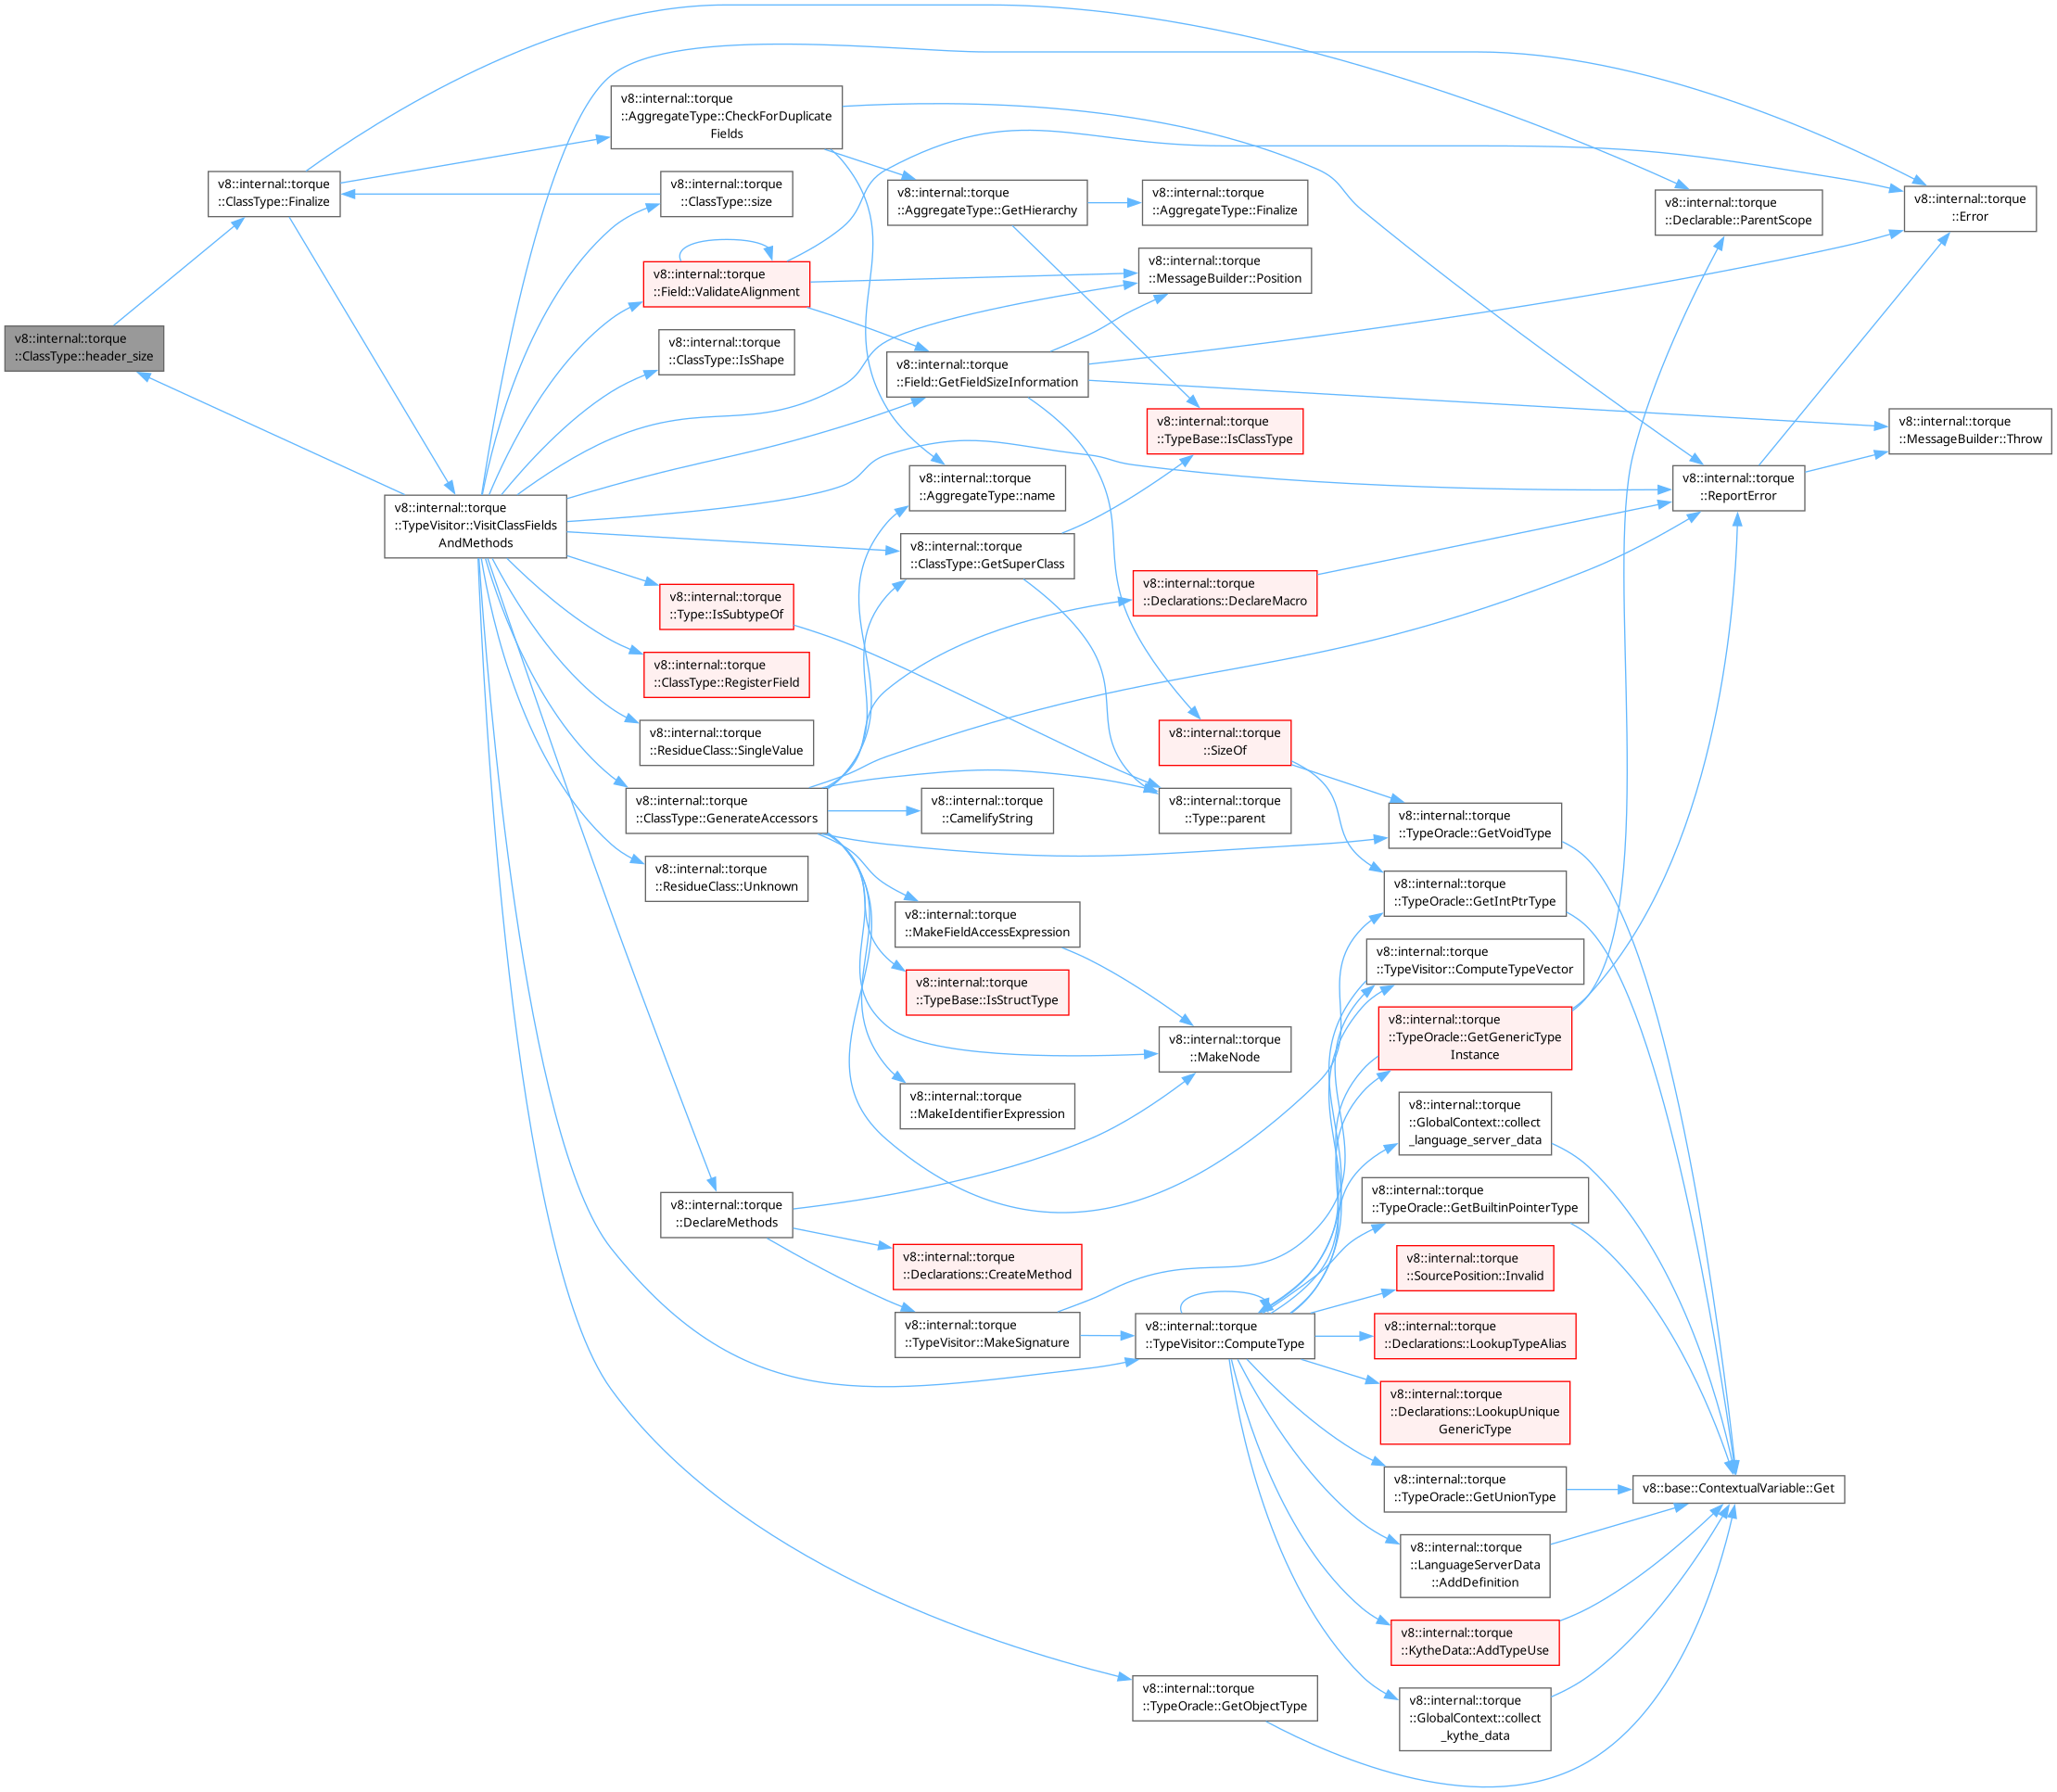 v8::internal::torque
::ClassType::header_size
v8::internal::torque
::ClassType::Finalize
v8::internal::torque
::TypeVisitor::VisitClassFields
AndMethods
v8::internal::torque
::AggregateType::CheckForDuplicate
Fields
v8::internal::torque
::ClassType::size
v8::internal::torque
::Field::ValidateAlignment
v8::internal::torque
::ClassType::IsShape
v8::internal::torque
::Type::IsSubtypeOf
v8::internal::torque
::ClassType::RegisterField
v8::internal::torque
::ResidueClass::SingleValue
v8::internal::torque
::ClassType::GenerateAccessors
v8::internal::torque
::ResidueClass::Unknown
v8::internal::torque
::DeclareMethods
v8::internal::torque
::AggregateType::GetHierarchy
v8::internal::torque
::Field::GetFieldSizeInformation
v8::internal::torque
::AggregateType::name
v8::internal::torque
::ClassType::GetSuperClass
v8::internal::torque
::CamelifyString
v8::internal::torque
::MakeFieldAccessExpression
v8::internal::torque
::TypeBase::IsStructType
v8::internal::torque
::MakeIdentifierExpression
v8::internal::torque
::Declarations::CreateMethod
v8::internal::torque
::TypeVisitor::MakeSignature
v8::internal::torque
::AggregateType::Finalize
v8::internal::torque
::MessageBuilder::Position
v8::internal::torque
::TypeBase::IsClassType
v8::internal::torque
::Declarations::DeclareMacro
v8::internal::torque
::SizeOf
v8::internal::torque
::Type::parent
v8::internal::torque
::MakeNode
v8::internal::torque
::TypeVisitor::ComputeType
v8::internal::torque
::TypeOracle::GetObjectType
v8::internal::torque
::TypeOracle::GetVoidType
v8::internal::torque
::TypeOracle::GetIntPtrType
v8::internal::torque
::TypeVisitor::ComputeTypeVector
v8::internal::torque
::TypeOracle::GetGenericType
Instance
v8::internal::torque
::GlobalContext::collect
_language_server_data
v8::internal::torque
::TypeOracle::GetBuiltinPointerType
v8::internal::torque
::SourcePosition::Invalid
v8::internal::torque
::Declarations::LookupTypeAlias
v8::internal::torque
::Declarations::LookupUnique
GenericType
v8::internal::torque
::TypeOracle::GetUnionType
v8::internal::torque
::LanguageServerData
::AddDefinition
v8::internal::torque
::KytheData::AddTypeUse
v8::internal::torque
::GlobalContext::collect
_kythe_data
v8::internal::torque
::Declarable::ParentScope
v8::internal::torque
::ReportError
v8::base::ContextualVariable::Get
v8::internal::torque
::Error
v8::internal::torque
::MessageBuilder::Throw